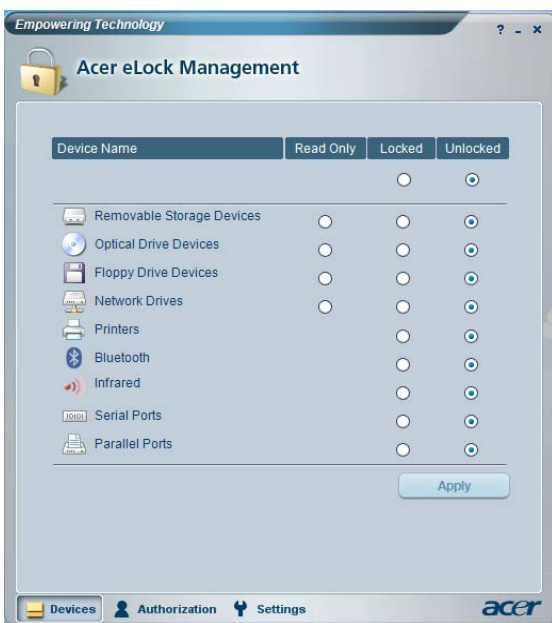 Empowering Technology
? - x
Acer eLock Management
Device Name Read Only Locked Unlocked
Removable Storage Devices
Optical Drive Devices
Floppy Drive Devices
Network Drives
Printers
Bluetooth
Infrared
10101 Serial Ports
Parallel Ports
Apply
Devices Authorization Settings acer